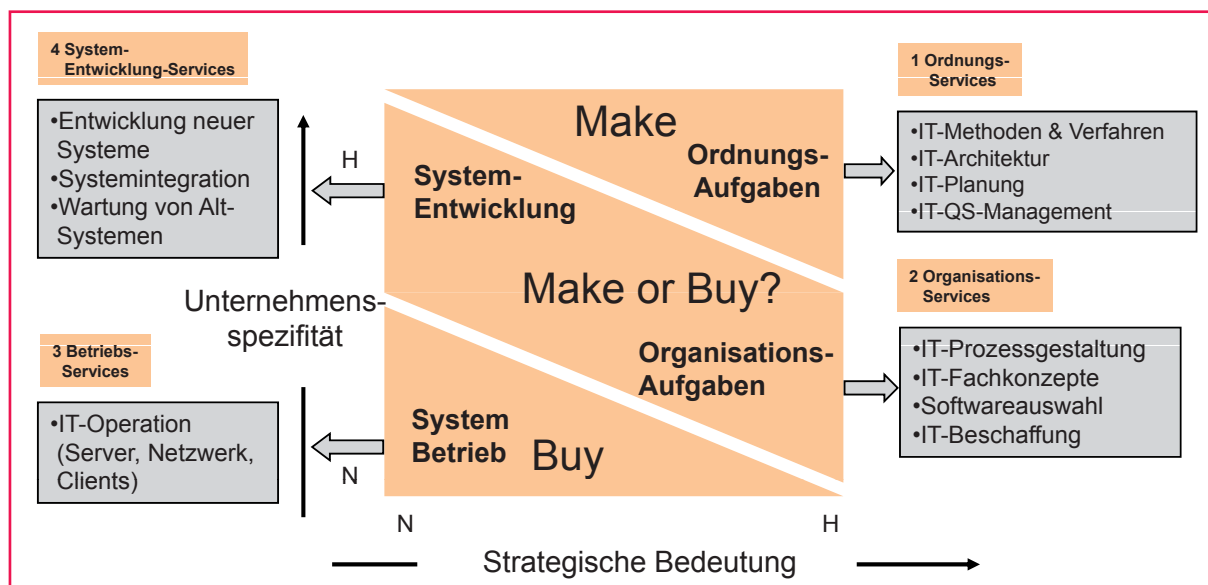 4 System-
Entwicklung-Services
•Entwicklung neuer
Systeme
•Systemintegration
•Wartung von Alt-
Systemen
H
Unternehmens-
spezifität
3 Betriebs-
Services
•IT-Operation
(Server, Netzwerk,
Clients)
N
Make
Ordnungs-
Aufgaben
System-
Entwicklung
Make or Buy?
Organisations-
Aufgaben
System
Betrieb
Buy
N
H
Strategische Bedeutung
1 Ordnungs-
Services
•IT-Methoden & Verfahren
•IT-Architektur
•IT-Planung
•IT-QS-Management
2 Organisations-
Services
•IT-Prozessgestaltung
•IT-Fachkonzepte
•Softwareauswahl
•IT-Beschaffung